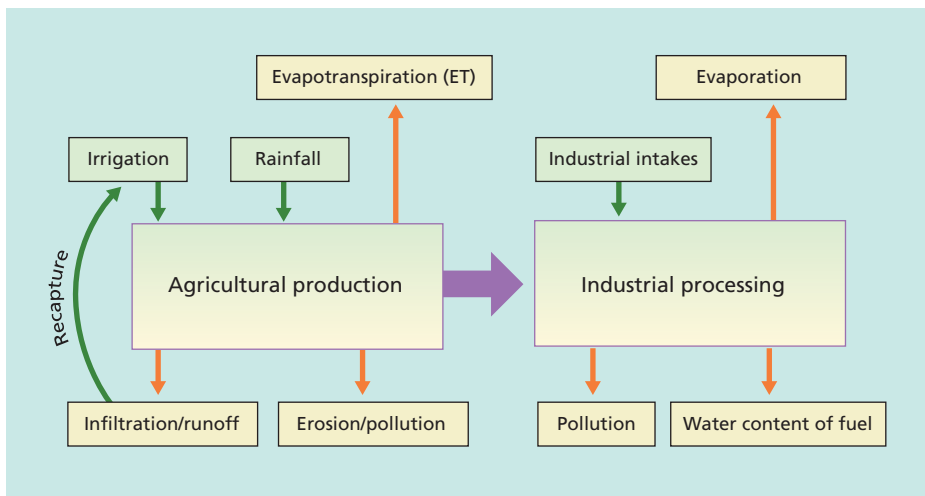 Evapotranspiration (ET)
Evaporation
Irrigation
Rainfall
Industrial intakes
Recapture
Agricultural production
Industrial processing
Infiltration/runoff
Erosion/pollution
Pollution
Water content of fuel